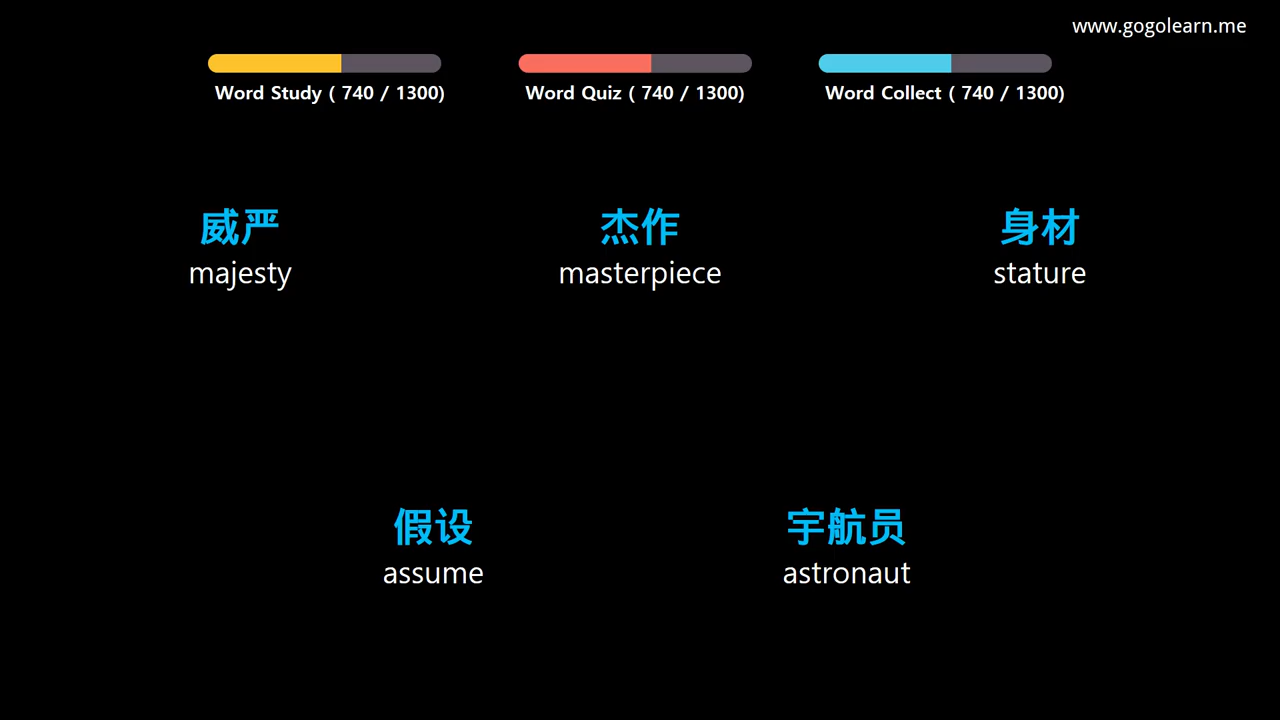 www.gogolearn.me
Word Study ( 740 / 1300)
Word Quiz ( 740 / 1300)
Word Collect ( 740 / 1300)
威严
majesty
杰作
masterpiece
身材
stature
假设
assume
宇航员
astronaut